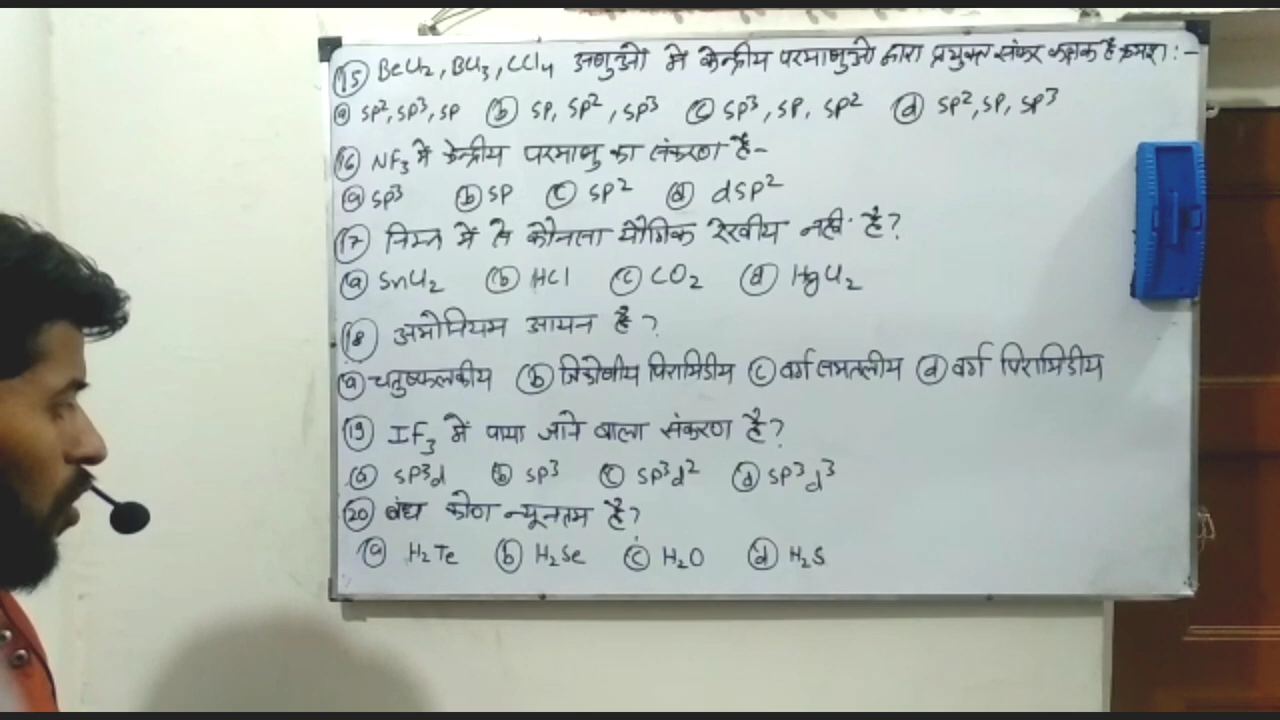 (15) BeCl₂, BCl₃, CCl₄ अणुओ मे केन्द्रीय परमाणुओ द्वारा प्रयुक्त संकर कक्षक है क्रमश: :-
(a) sp², sp³, sp (b) sp, sp², sp³ (c) sp³, sp, sp² (d) sp², sp, sp³
(16) NF₃ में केन्द्रीय परमाणु का संकरण है-
(a) sp³ (b) sp (c) sp² (d) dsp²
(17) निम्न में से कौनसा यौगिक रेखीय नहीं है?
(a) SnCl₂ (b) HCl (c) CO₂ (d) HgCl₂
(18) अमोनियम आयन है?
(a) चतुष्फलकीय (b) त्रिकोणीय पिरामिडीय (c) वर्ग समतलीय (d) वर्ग पिरामिडीय
(19) IF₃ में पाया जाने बाला संकरण है?
(a) sp³d (b) sp³ (c) sp³d² (d) sp³d³
(20) बंध कोण न्यूनतम है?
(a) H₂Te (b) H₂Se (c) H₂O (d) H₂S